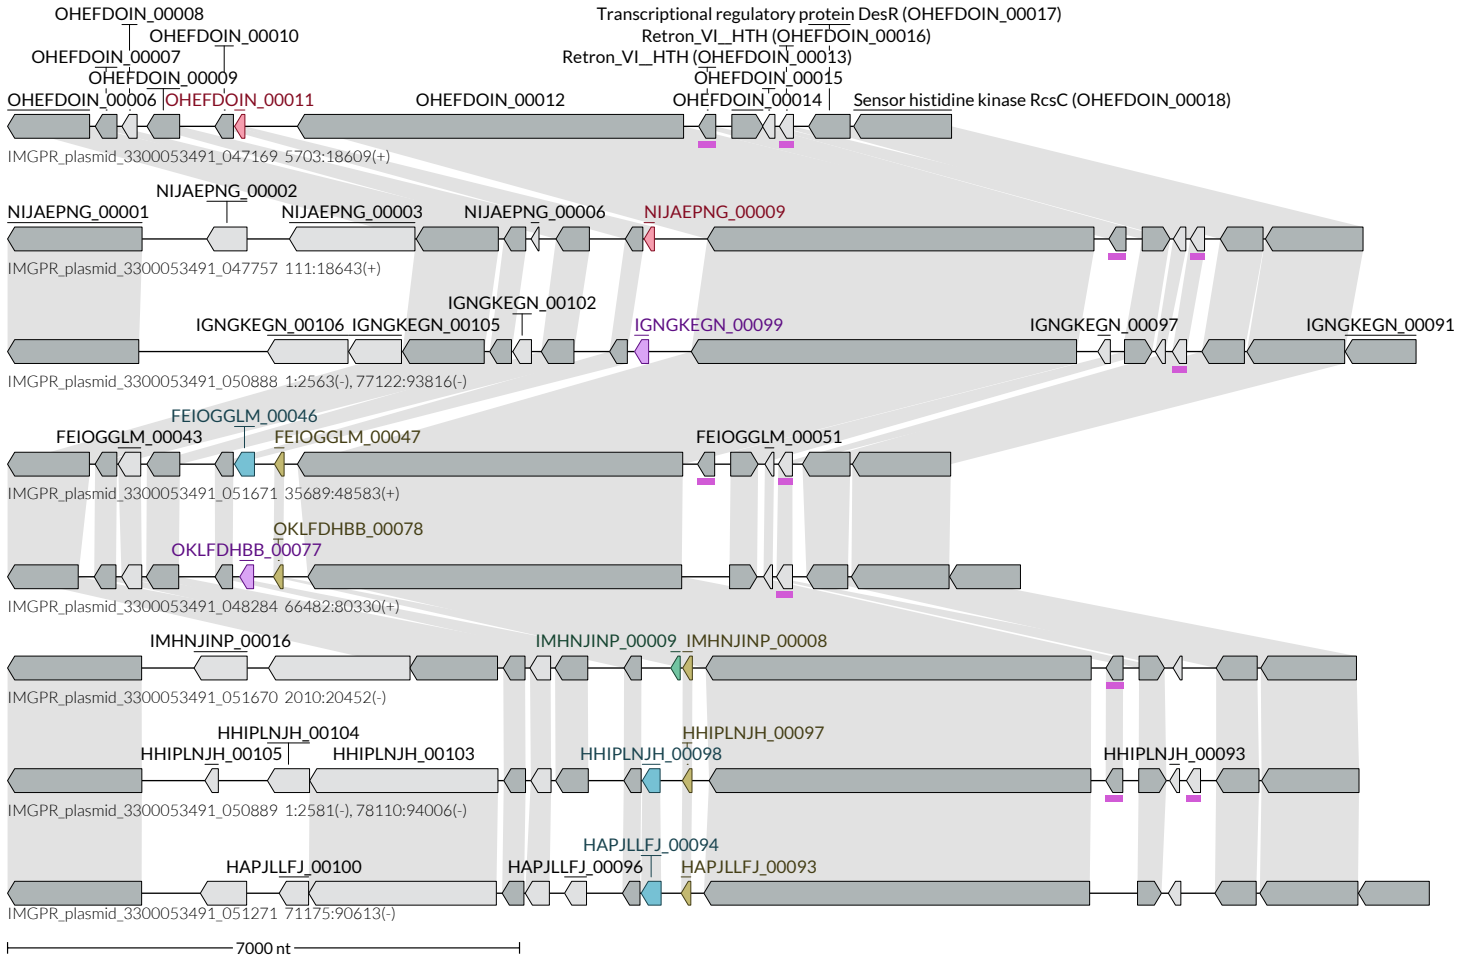 OHEFDOIN_00008
Transcriptional regulatory protein DesR (OHEFDOIN_00017)
OHEFDOIN_00010
Retron_VI__HTH (OHEFDOIN_00016)
OHEFDOIN_00007
Retron_VI__HTH (OHEFDOIN_00013)
OHEFDOIN_00009
OHEFDOIN_00015
OHEFDOIN_00006
OHEFDOIN_00011
OHEFDOIN_00012
OHEFDOIN_00014
Sensor histidine kinase RcsC (OHEFDOIN_00018)
IMGPR_plasmid_3300053491_047169 5703:18609(+)
NIJAEPNG_00002
NIJAEPNG_00001
NIJAEPNG_00003
NIJAEPNG_00006
NIJAEPNG_00009
IMGPR_plasmid_3300053491_047757 111:18643(+)
IGNGKEGN_00102
IGNGKEGN_00106
IGNGKEGN_00105
IGNGKEGN_00099
IGNGKEGN_00097
IGNGKEGN_00091
IMGPR_plasmid_3300053491_050888 1:2563(-), 77122:93816(-)
FEIOGGLM_00046
FEIOGGLM_00043
FEIOGGLM_00047
FEIOGGLM_00051
IMGPR_plasmid_3300053491_051671 35689:48583(+)
OKLFDHBB_00078
OKLFDHBB_00077
IMGPR_plasmid_3300053491_048284 66482:80330(+)
IMHNJINP_00016
IMHNJINP_00009
IMHNJINP_00008
IMGPR_plasmid_3300053491_051670 2010:20452(-)
HHIPLNJH_00104
HHIPLNJH_00097
HHIPLNJH_00105
HHIPLNJH_00103
HHIPLNJH_00098
HHIPLNJH_00093
IMGPR_plasmid_3300053491_050889 1:2581(-), 78110:94006(-)
HAPJLLFJ_00094
HAPJLLFJ_00100
HAPJLLFJ_00096
HAPJLLFJ_00093
IMGPR_plasmid_3300053491_051271 71175:90613(-)
7000 nt